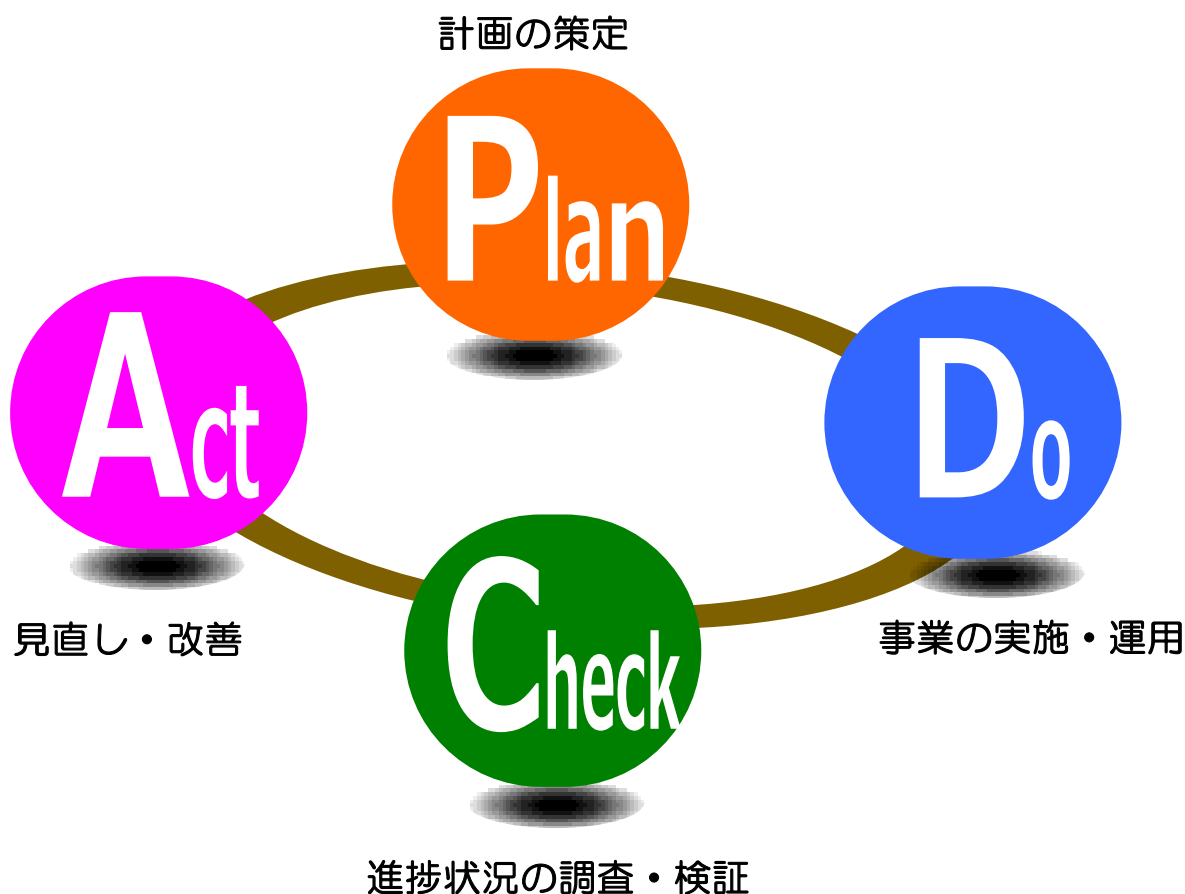 計画の策定
Plan
Act
Do
Check
見直し・改善
事業の実施・運用
進捗状況の調査・検証